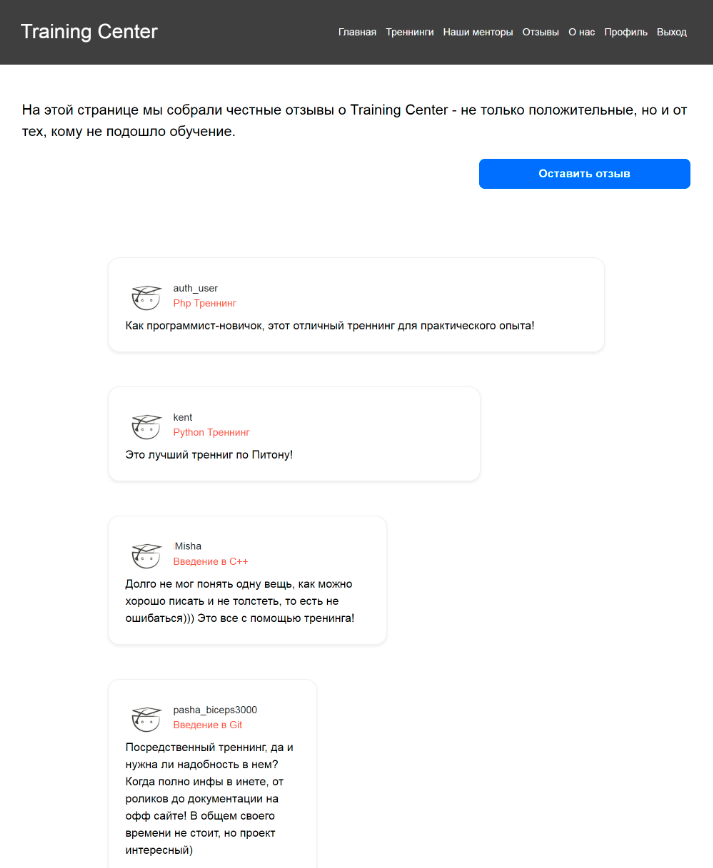 Training Center
Главная Треннинги Наши менторы Отзывы О нас Профиль Выход
На этой странице мы собрали честные отзывы о Training Center - не только положительные, но и от
тех, кому не подошло обучение.
Оставить отзыв
auth_user
Php Треннинг
Как программист-новичок, этот отличный треннинг для практического опыта!
kent
Python Треннинг
Это лучший тренниг по Питону!
Misha
Введение в C++
Долго не мог понять одну вещь, как можно
хорошо писать и не толстеть, то есть не
ошибаться))) Это все с помощью тренинга!
pasha_biceps3000
Введение в Git
Посредственный треннинг, да и
нужна ли надобность в нем?
Когда полно инфы в инете, от
роликов до документации на
офф сайте! В общем своего
времени не стоит, но проект
интересный)